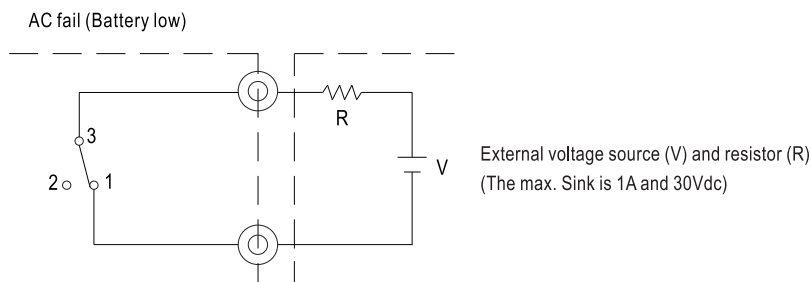 AC fail (Battery low)
R
3
V
External voltage source (V) and resistor (R)
2 1
(The max. Sink is 1A and 30Vdc)